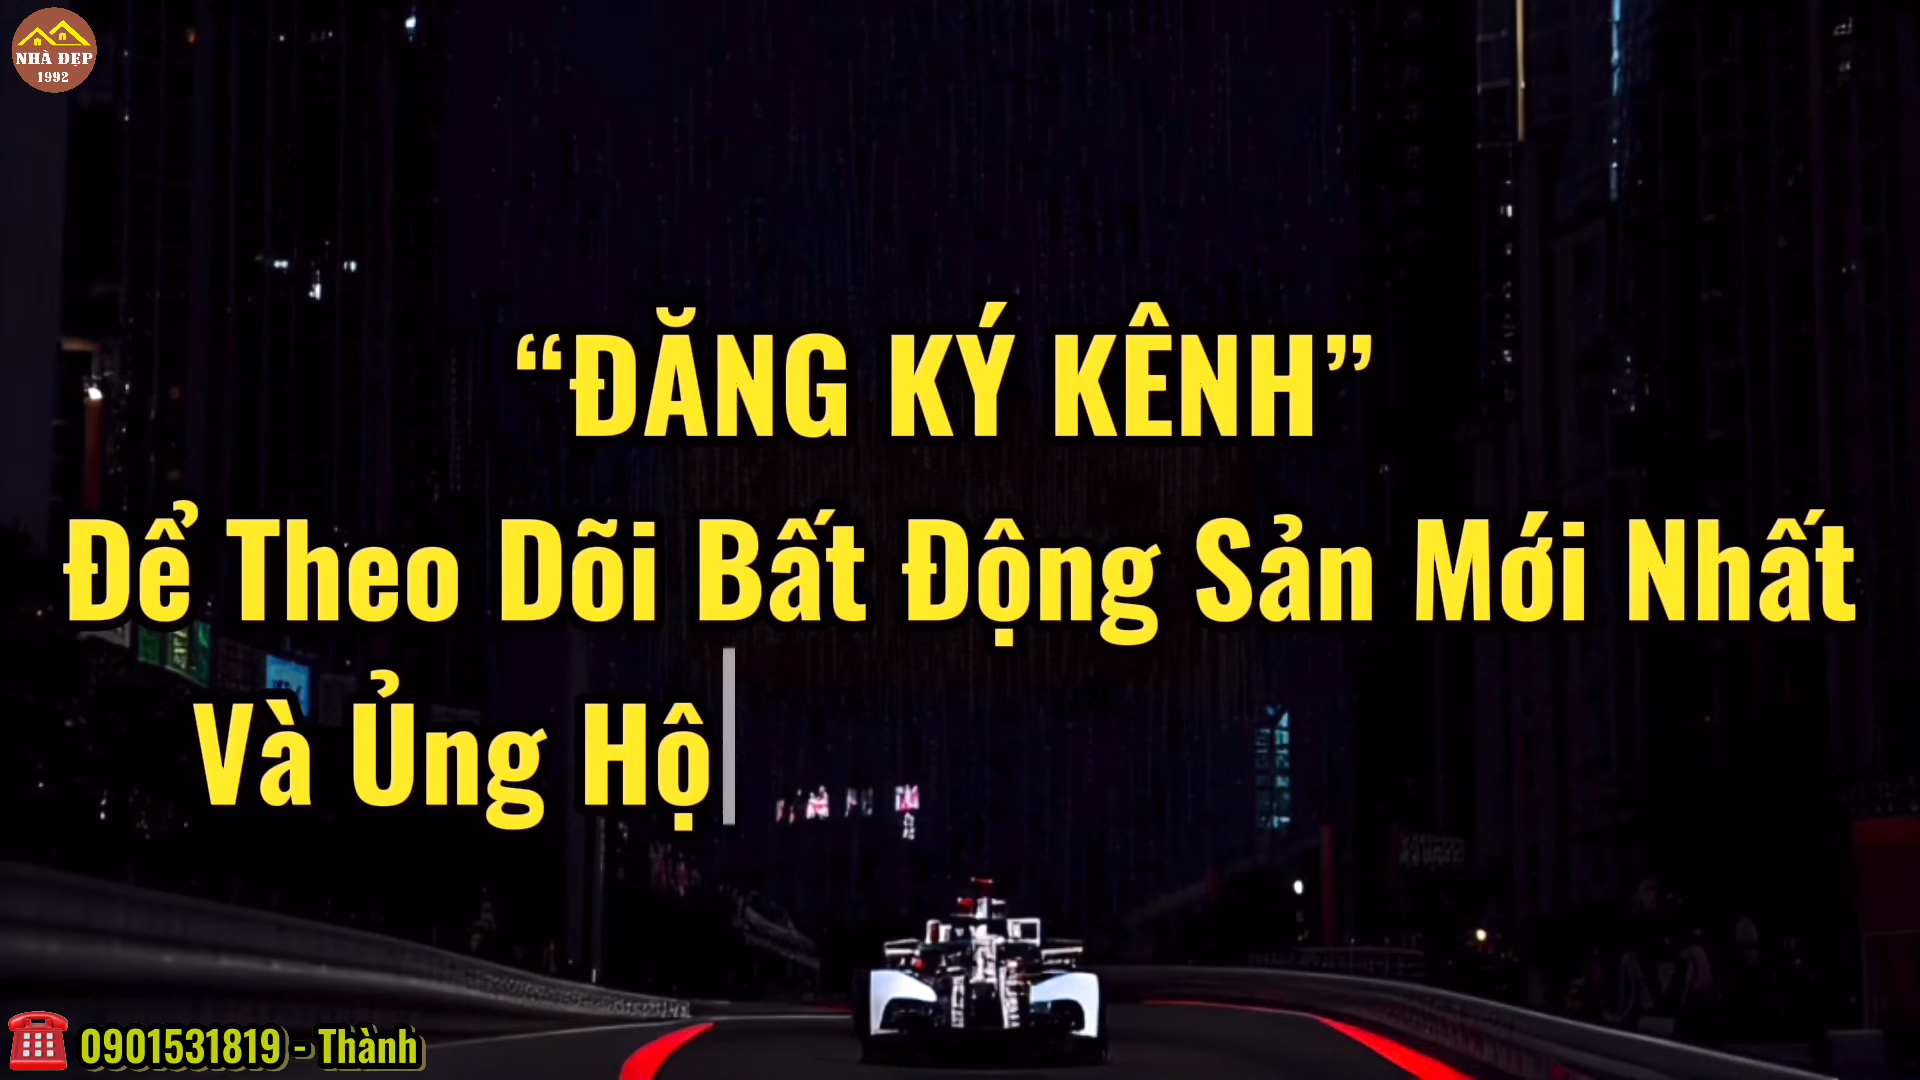 NHÀ ĐẸP
1992
“ĐĂNG KÝ KÊNH”
Để Theo Dõi Bất Động Sản Mới Nhất
Và Ủng Hộ
0901531819 - Thành